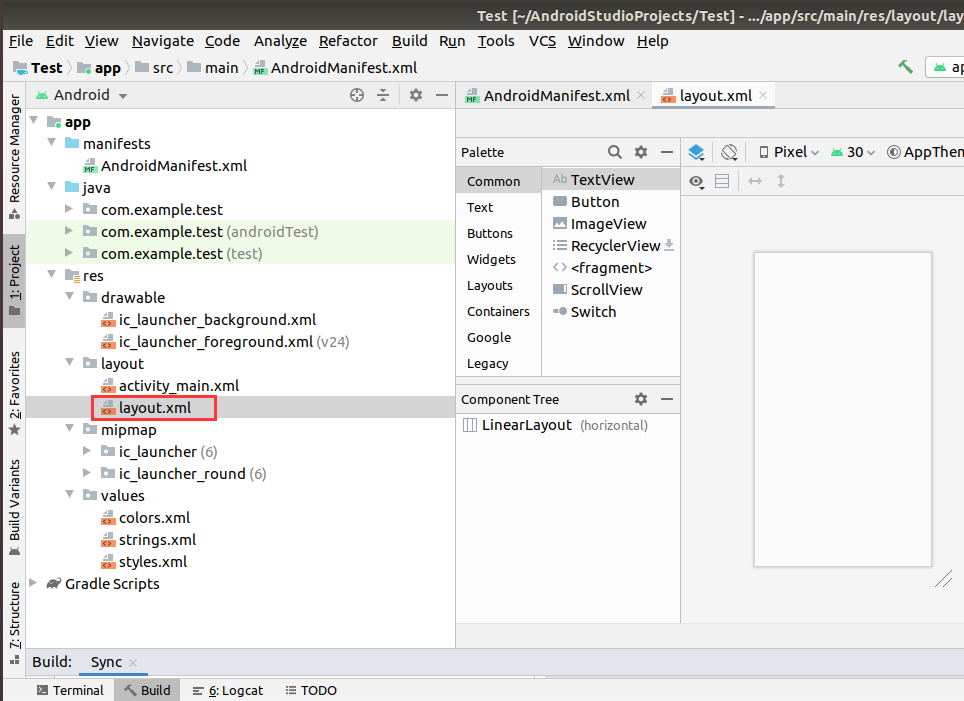 Test [~/AndroidStudioProjects/Test] - .../app/src/main/res/layout/lay
File Edit View Navigate Code Analyze Refactor Build Run Tools VCS Window Help
Test app src main AndroidManifest.xml ap
Android
AndroidManifest.xml layout.xml
Resource Manager
1: Project
2: Favorites
Build Variants
7: Structure
app
manifests
AndroidManifest.xml
java
com.example.test
com.example.test (androidTest)
com.example.test (test)
res
drawable
ic_launcher_background.xml
ic_launcher_foreground.xml (v24)
layout
activity_main.xml
layout.xml
mipmap
ic_launcher (6)
ic_launcher_round (6)
values
colors.xml
strings.xml
styles.xml
Gradle Scripts
Palette
Common
Text
Buttons
Widgets
Layouts
Containers
Google
Legacy
Ab TextView
Button
ImageView
RecyclerView
<fragment>
ScrollView
Switch
Pixel 30 AppThem
Component Tree
LinearLayout (horizontal)
Build: Sync
Terminal Build 6: Logcat TODO